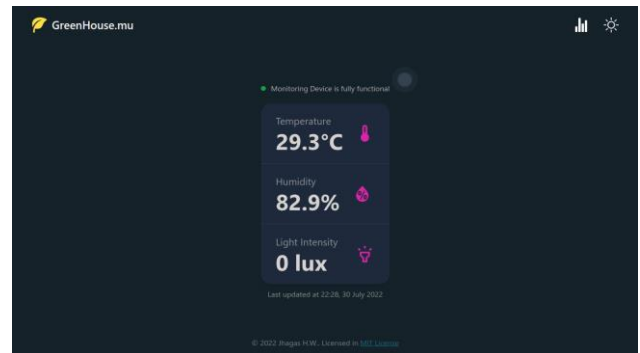 GreenHouse.mu
Monitoring Device is fully functional
Temperature
29.3°C
Humidity
82.9%
Light Intensity
0 lux
Last updated at 22:28, 30 July 2022
© 2022 Jhagas H.W.. Licensed in MIT License